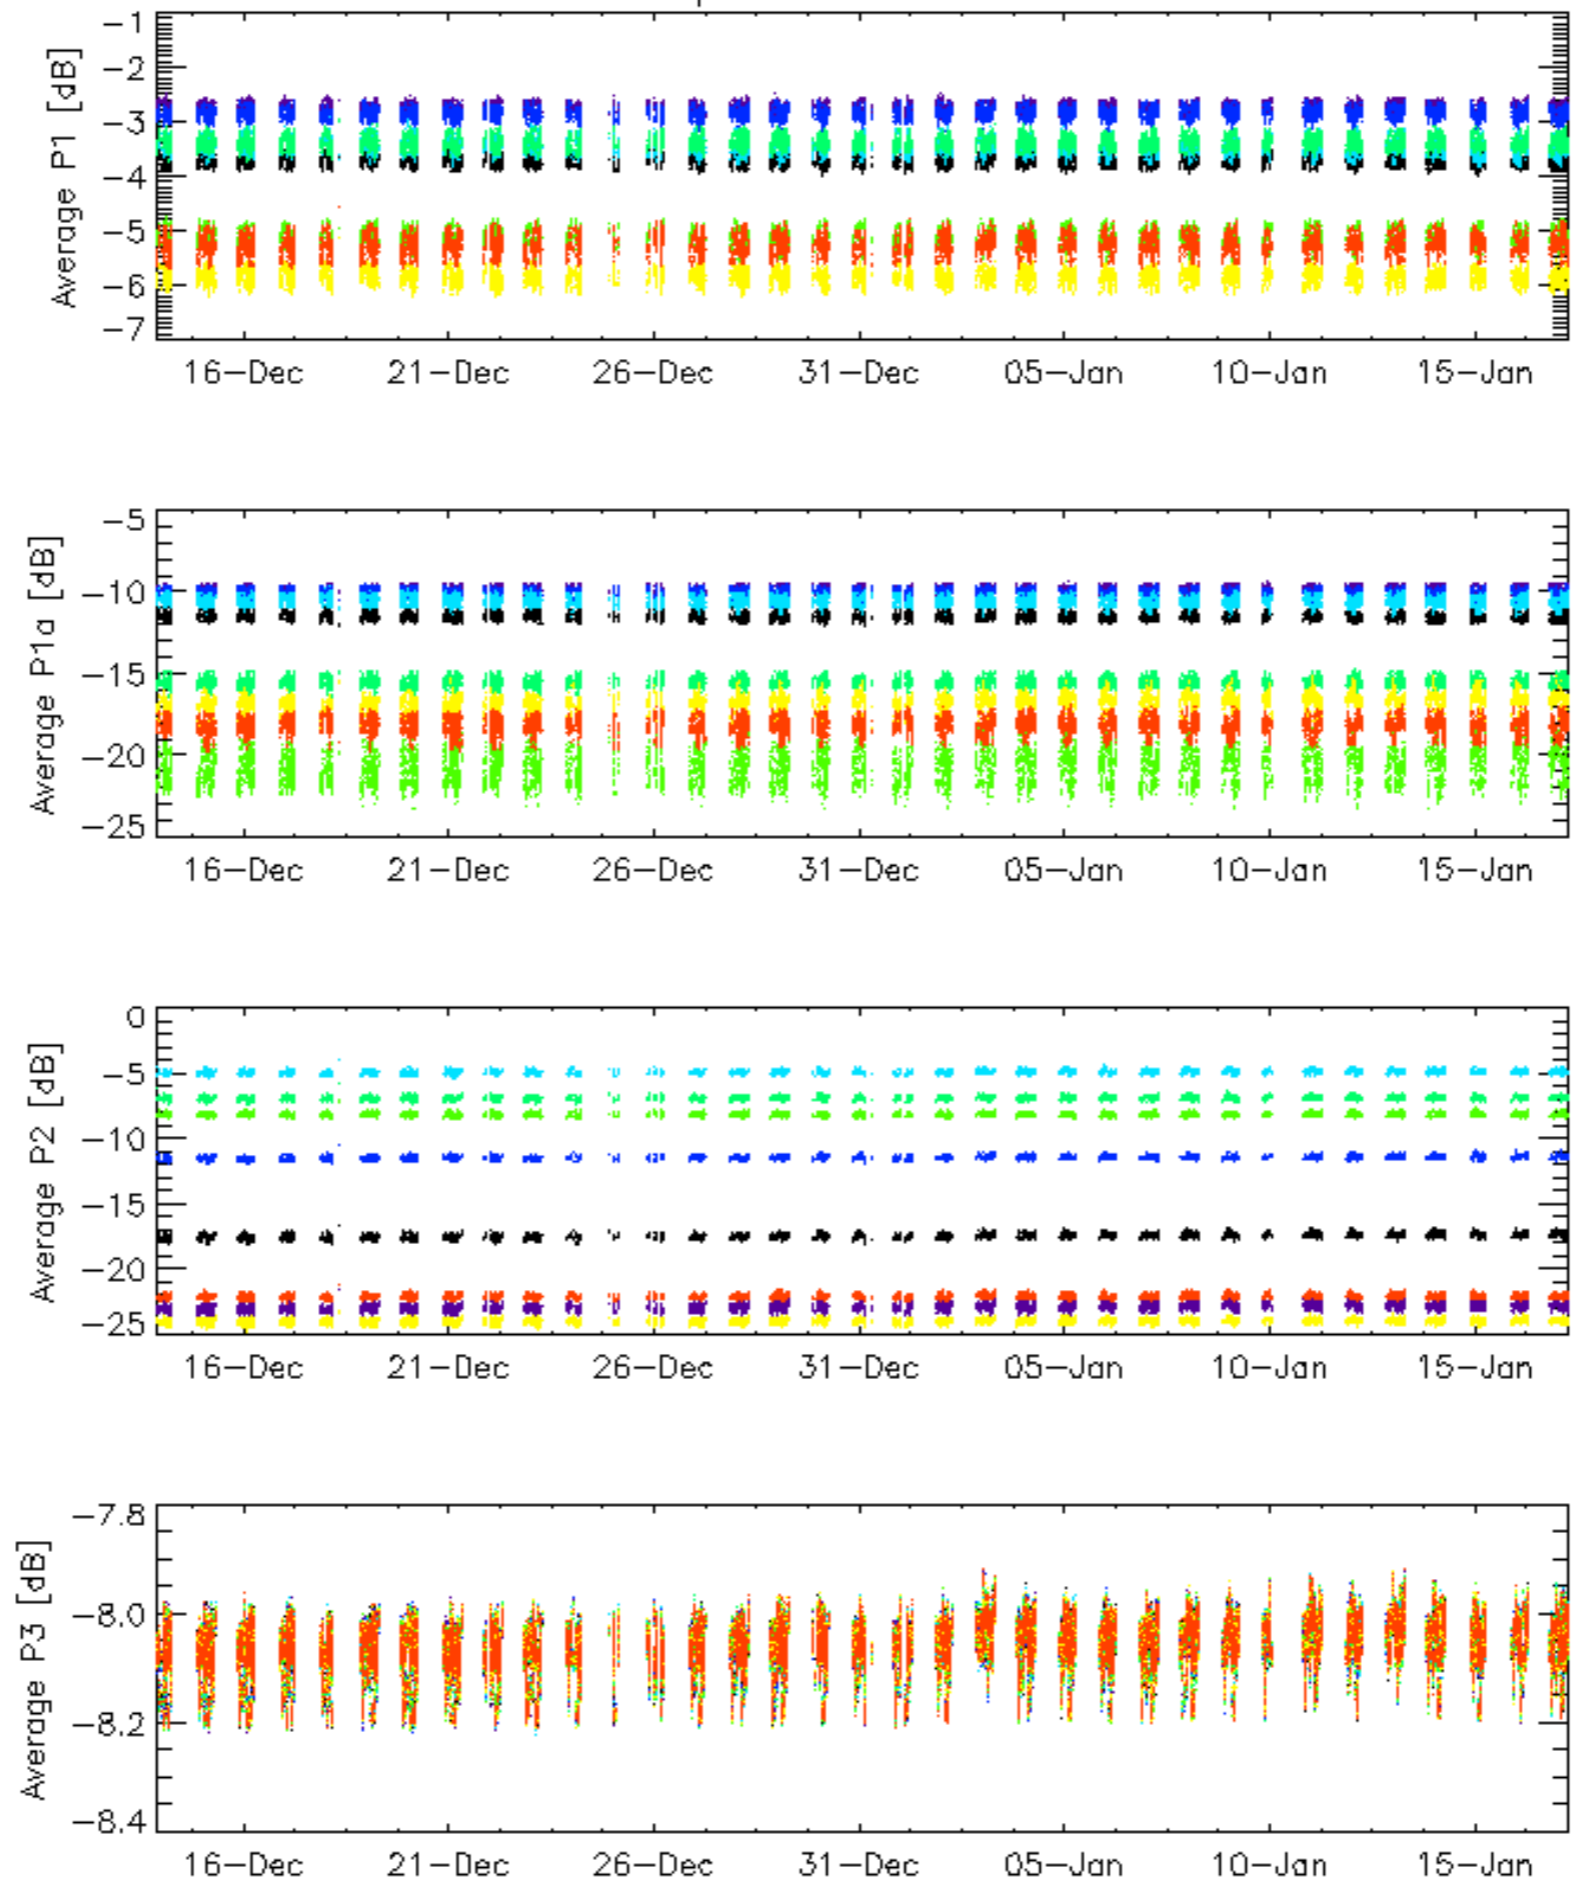 Average P1 [dB]
-1
-2
-3
-4
-5
-6
-7
16-Dec 21-Dec 26-Dec 31-Dec 05-Jan 10-Jan 15-Jan
Average P1a [dB]
-5
-10
-15
-20
-25
16-Dec 21-Dec 26-Dec 31-Dec 05-Jan 10-Jan 15-Jan
Average P2 [dB]
0
-5
-10
-15
-20
-25
16-Dec 21-Dec 26-Dec 31-Dec 05-Jan 10-Jan 15-Jan
Average P3 [dB]
-7.8
-8.0
-8.2
-8.4
16-Dec 21-Dec 26-Dec 31-Dec 05-Jan 10-Jan 15-Jan